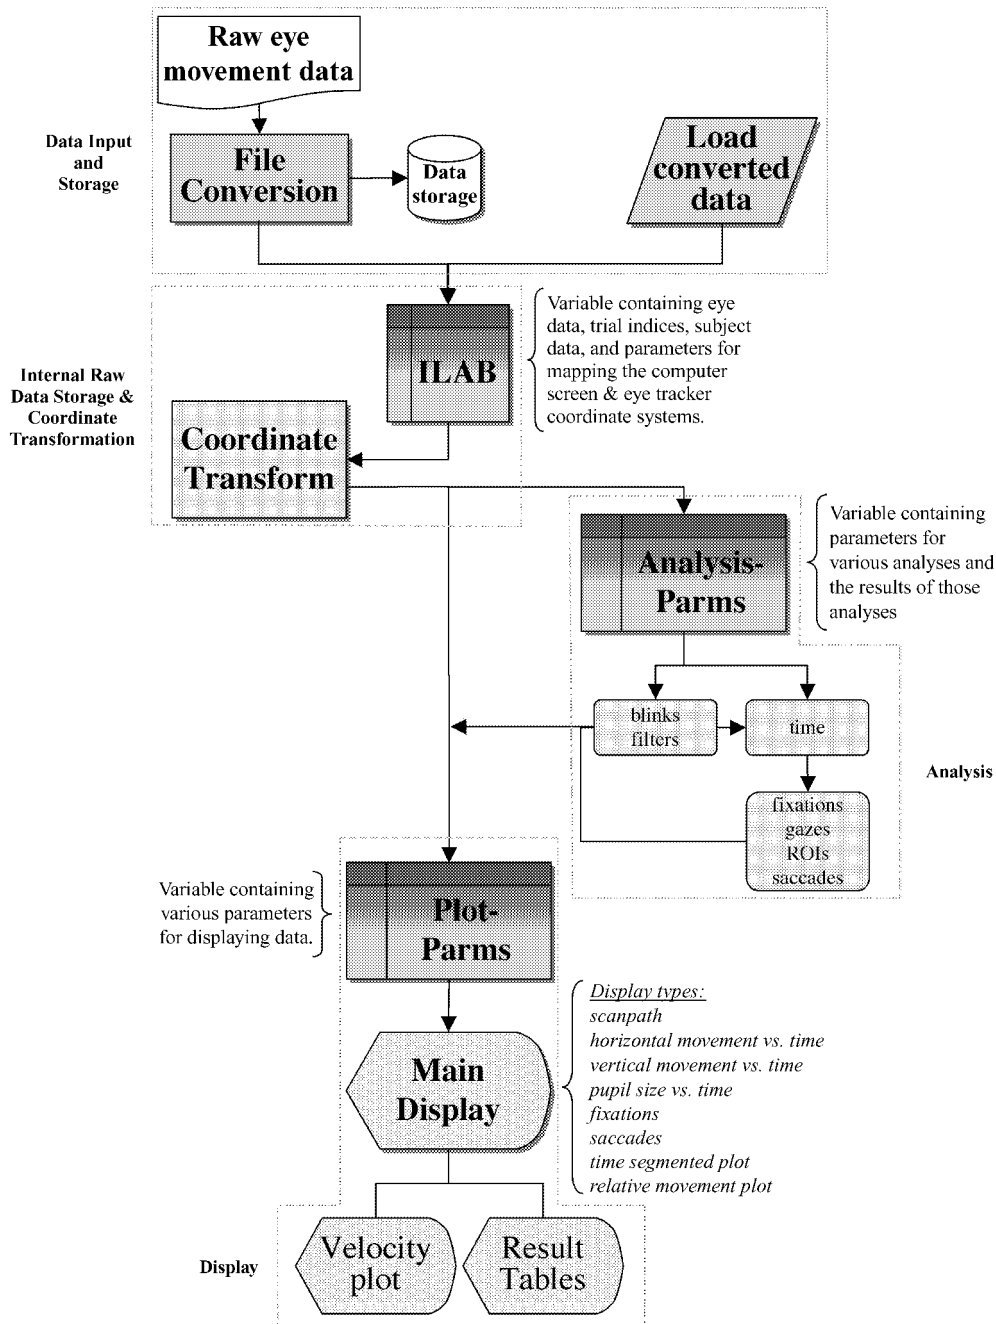 Raw eye
movement data
Data Input
and
Storage
File
Conversion
Data
storage
Load
converted
data
Internal Raw
Data Storage &
Coordinate
Transformation
ILAB
Variable containing eye
data, trial indices, subject
data, and parameters for
mapping the computer
screen & eye tracker
coordinate systems.
Coordinate
Transform
Analysis-
Parms
Variable containing
parameters for
various analyses and
the results of those
analyses
blinks
filters
time
Analysis
fixations
gazes
ROIs
saccades
Variable containing
various parameters
for displaying data.
Plot-
Parms
Main
Display
Display types:
scanpath
horizontal movement vs. time
vertical movement vs. time
pupil size vs. time
fixations
saccades
time segmented plot
relative movement plot
Display
Velocity
plot
Result
Tables